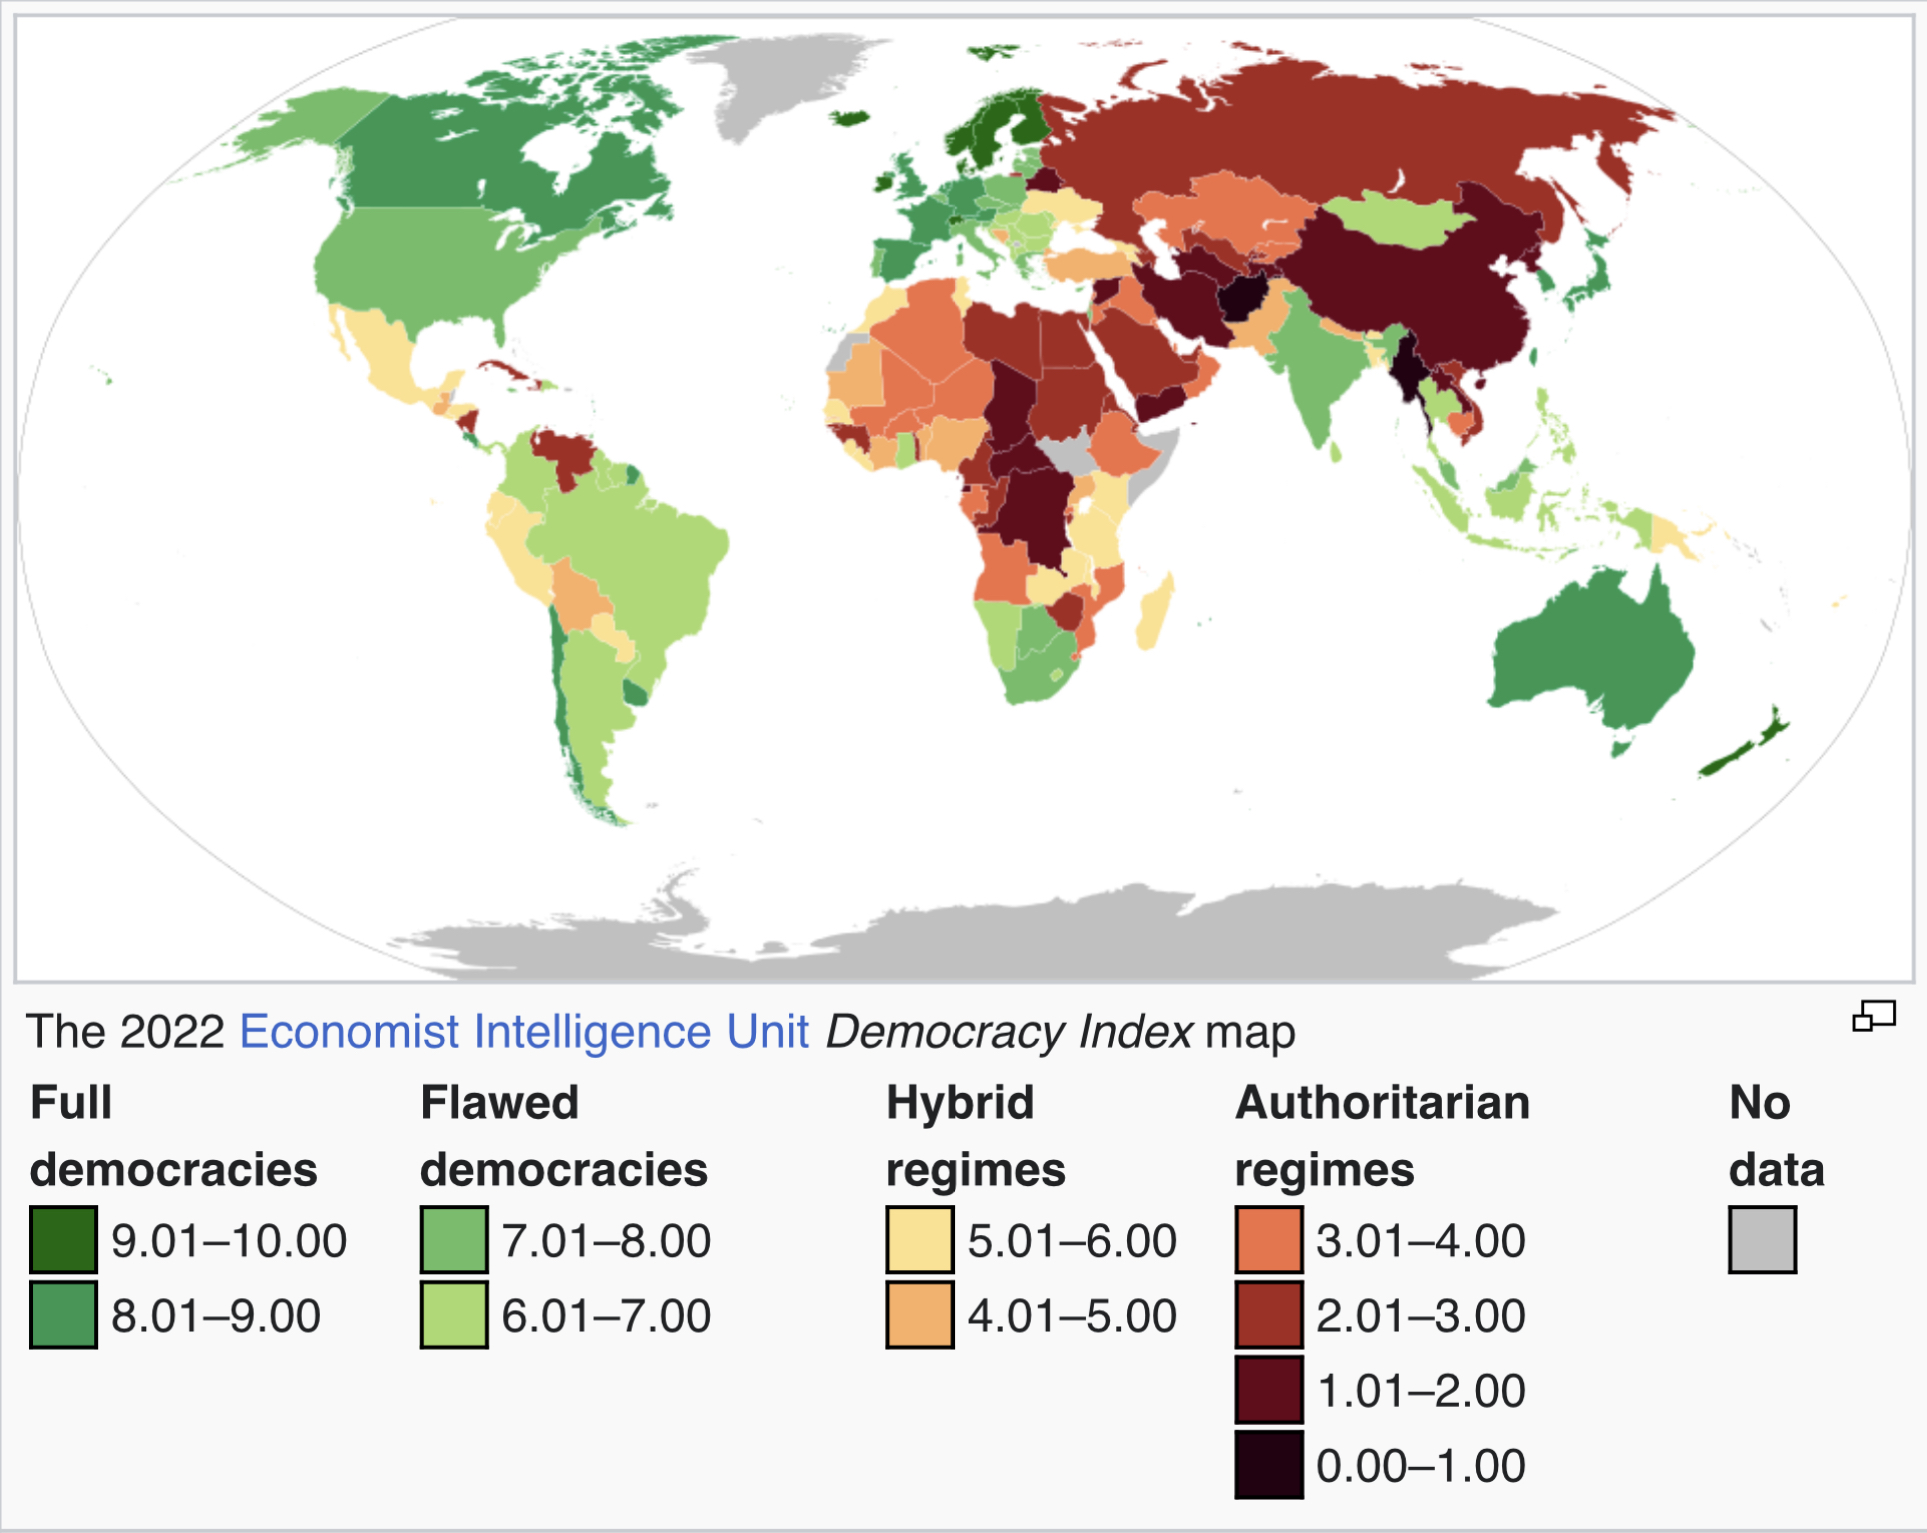 The 2022 Economist Intelligence Unit Democracy Index map
Full democracies
9.01–10.00
8.01–9.00
Flawed democracies
7.01–8.00
6.01–7.00
Hybrid regimes
5.01–6.00
4.01–5.00
Authoritarian regimes
3.01–4.00
2.01–3.00
1.01–2.00
0.00–1.00
No data